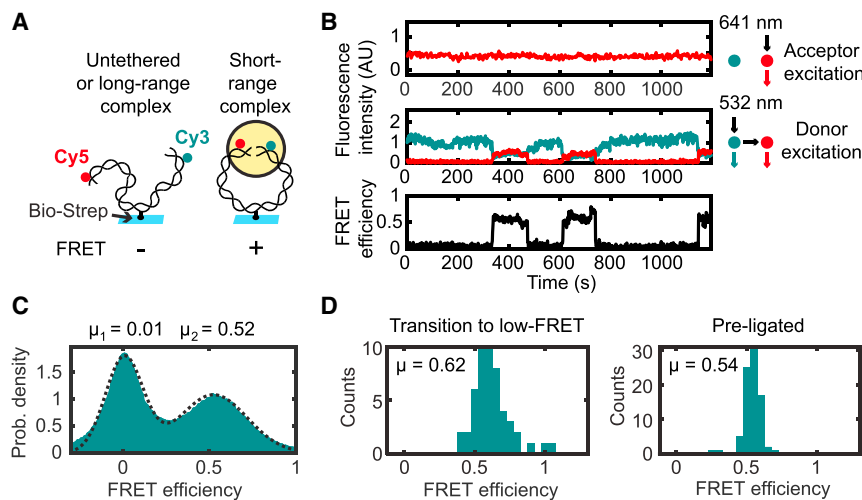 A
Untethered
or long-range
complex
Short-
range
complex
Cy5
Cy3
Bio-Strep
FRET
-
+
B
Fluorescence
intensity (AU)
1
0
0
200
400
600
800
1000
641 nm
Acceptor
excitation
2
1
0
0
200
400
600
800
1000
532 nm
Donor
excitation
FRET
efficiency
1
0.5
0
0
200
400
600
800
1000
Time (s)
C
μ1 = 0.01
μ2 = 0.52
Prob. density
1.5
1
0.5
0
0
0.5
1
FRET efficiency
D
Transition to low-FRET
μ = 0.62
Counts
10
5
0
0
0.5
1
FRET efficiency
Pre-ligated
μ = 0.54
Counts
30
20
10
0
0
0.5
1
FRET efficiency